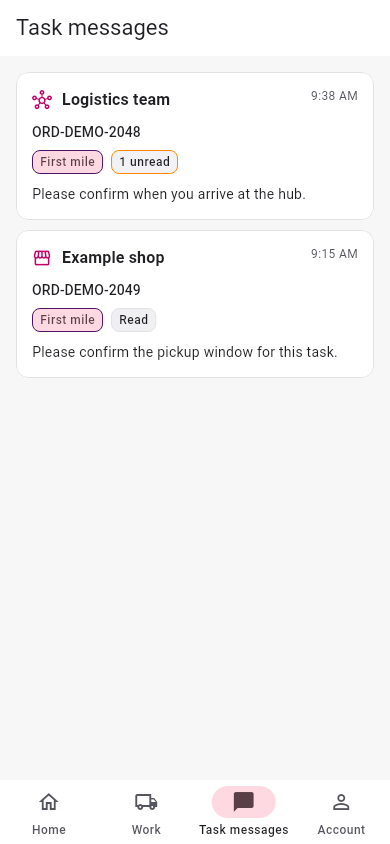 Task messages
Logistics team
9:38 AM
ORD-DEMO-2048
First mile
1 unread
Please confirm when you arrive at the hub.
Example shop
9:15 AM
ORD-DEMO-2049
First mile
Read
Please confirm the pickup window for this task.
Home
Work
Task messages
Account